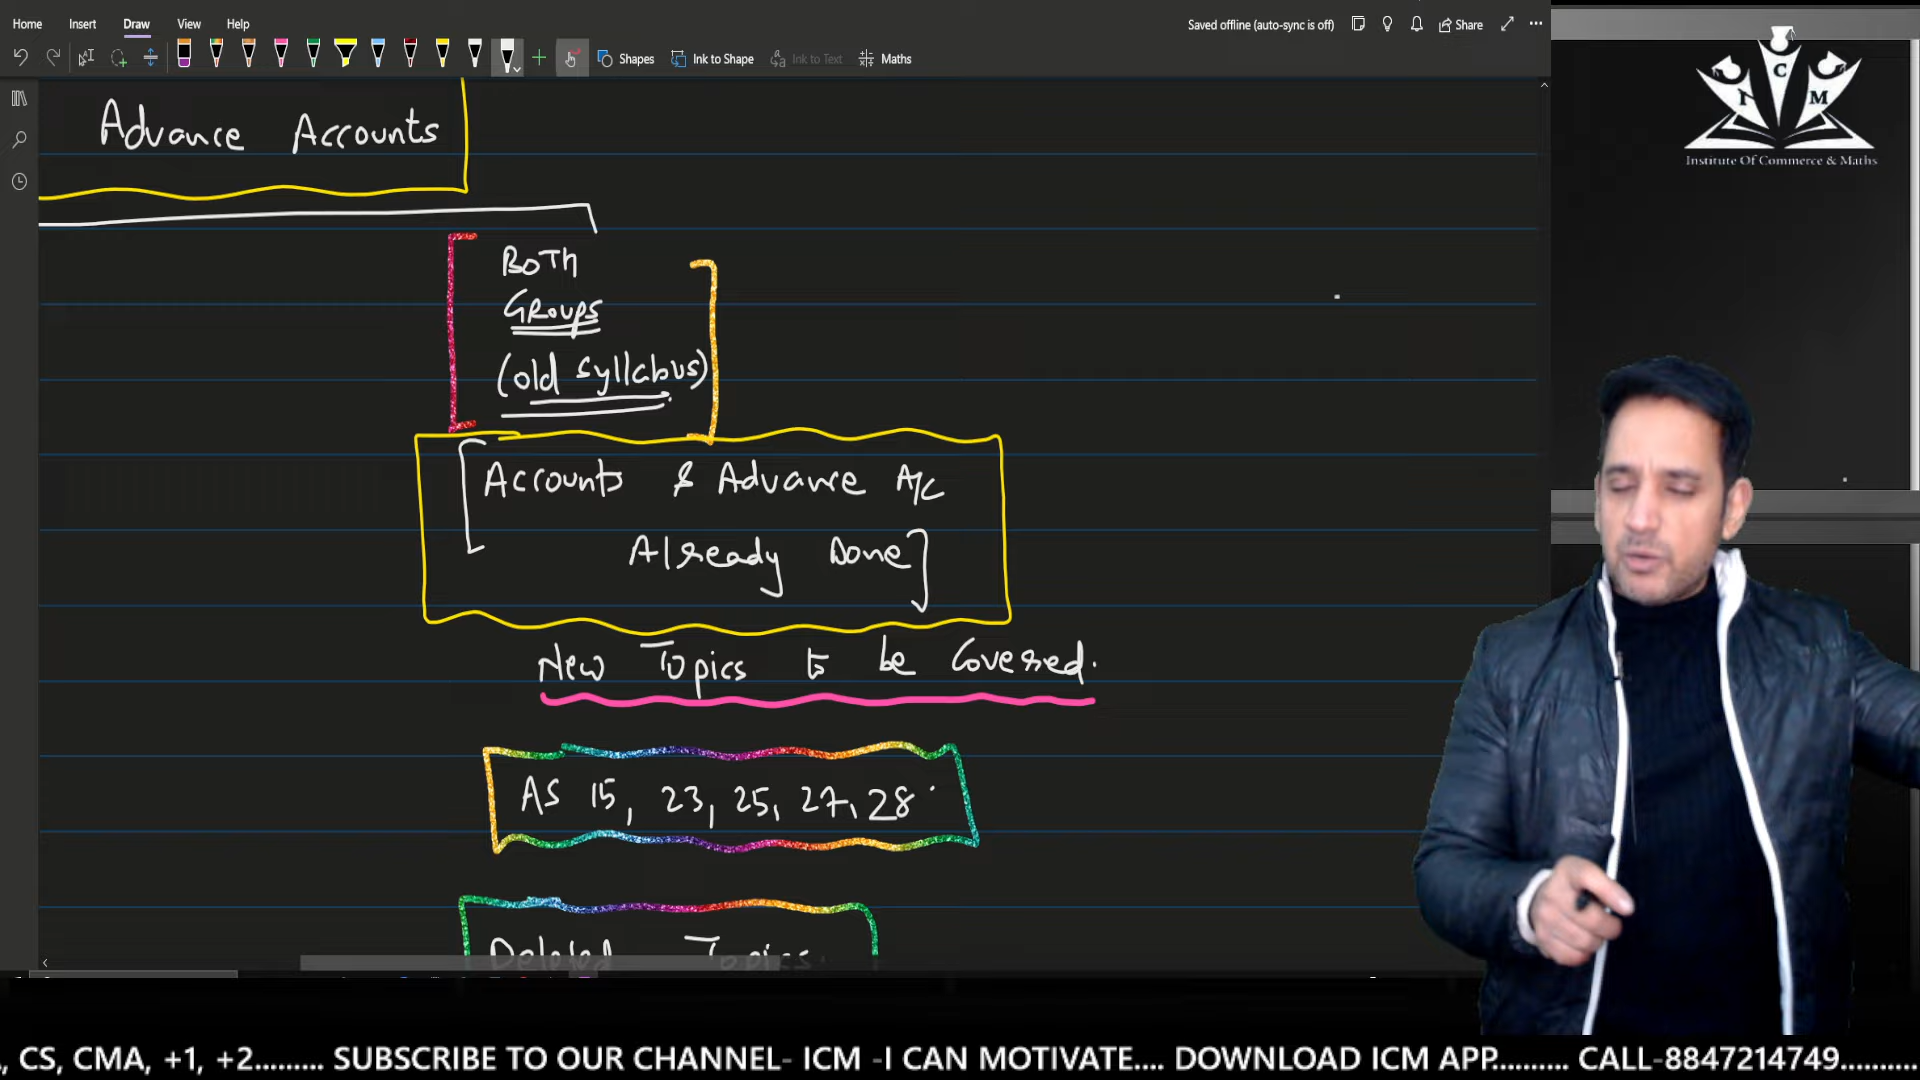 Home Insert Draw View Help
Saved offline (auto-sync is off) Share
Shapes Ink to Shape Ink to Text Maths
Advance Accounts
BOTH
GROUPS
(old syllabus)
Accounts & Advance A/c
Already Done
New Topics to be Covered.
AS 15, 23, 25, 27, 28
Deleted Topics.
I C M
Institute Of Commerce & Maths
, CS, CMA, +1, +2......... SUBSCRIBE TO OUR CHANNEL- ICM -I CAN MOTIVATE.... DOWNLOAD ICM APP......... CALL-8847214749..........